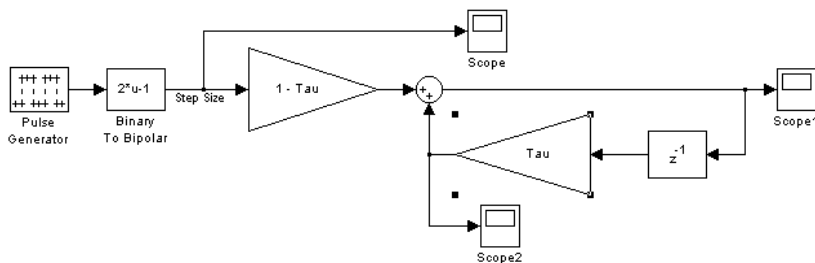 Scope
2*u-1
Step Size
1 - Tau
Pulse
Generator
Binary
To Bipolar
Scope1
Tau
z-1
Scope2